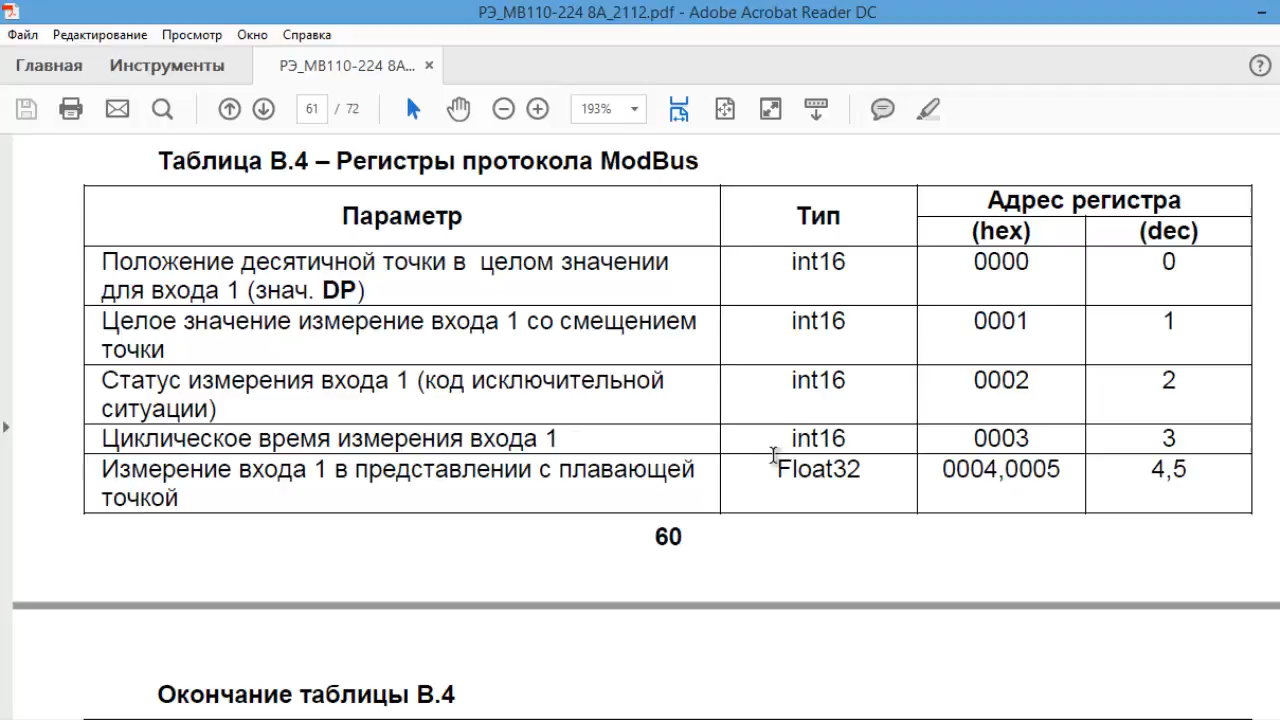 РЭ_МВ110-224 8А_2112.pdf - Adobe Acrobat Reader DC
Файл Редактирование Просмотр Окно Справка
Главная Инструменты РЭ_МВ110-224 8А... ×
61 / 72 193%
Таблица В.4 – Регистры протокола ModBus
Параметр Тип Адрес регистра
(hex) (dec)
Положение десятичной точки в целом значении
для входа 1 (знач. DP) int16 0000 0
Целое значение измерение входа 1 со смещением
точки int16 0001 1
Статус измерения входа 1 (код исключительной
ситуации) int16 0002 2
Циклическое время измерения входа 1 int16 0003 3
Измерение входа 1 в представлении с плавающей
точкой Float32 0004,0005 4,5
60
Окончание таблицы В.4